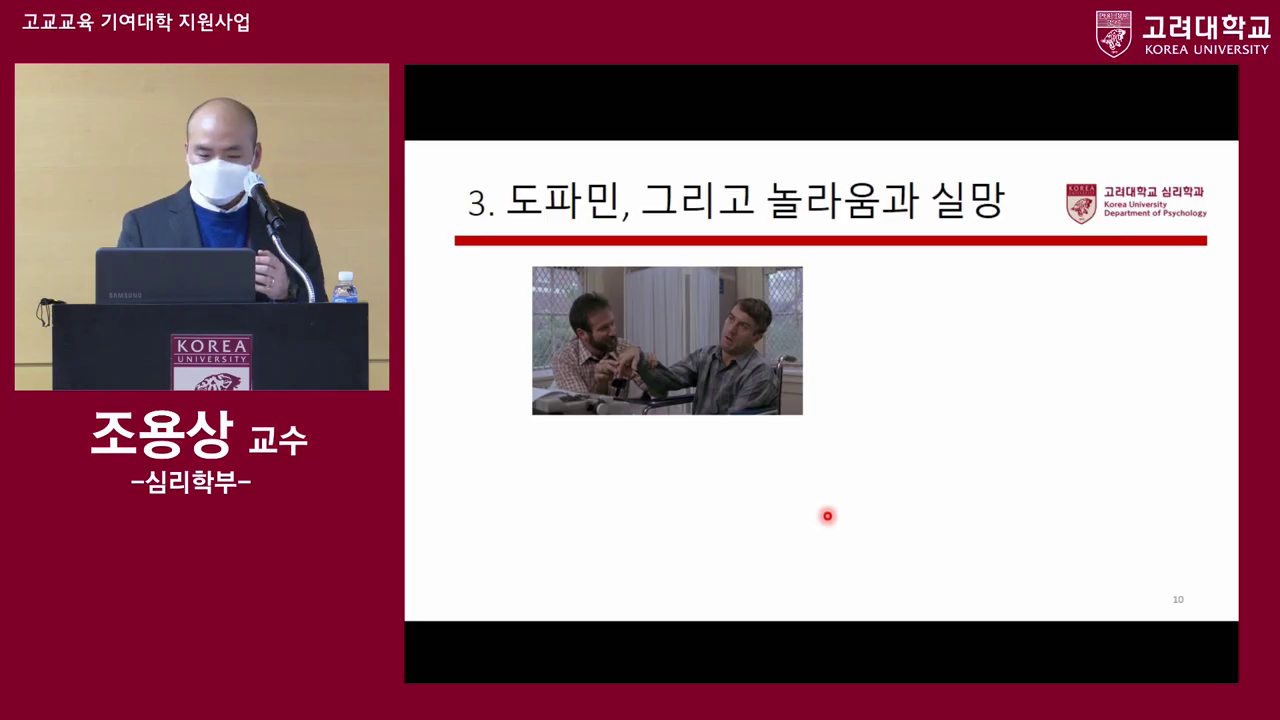 고교교육 기여대학 지원사업
고려대학교
KOREA UNIVERSITY
3. 도파민, 그리고 놀라움과 실망
KOREA
고려대학교 심리학과
Korea University
Department of Psychology
SAMSUNG
KOREA
UNIVERSITY
조용상 교수
-심리학부-
10